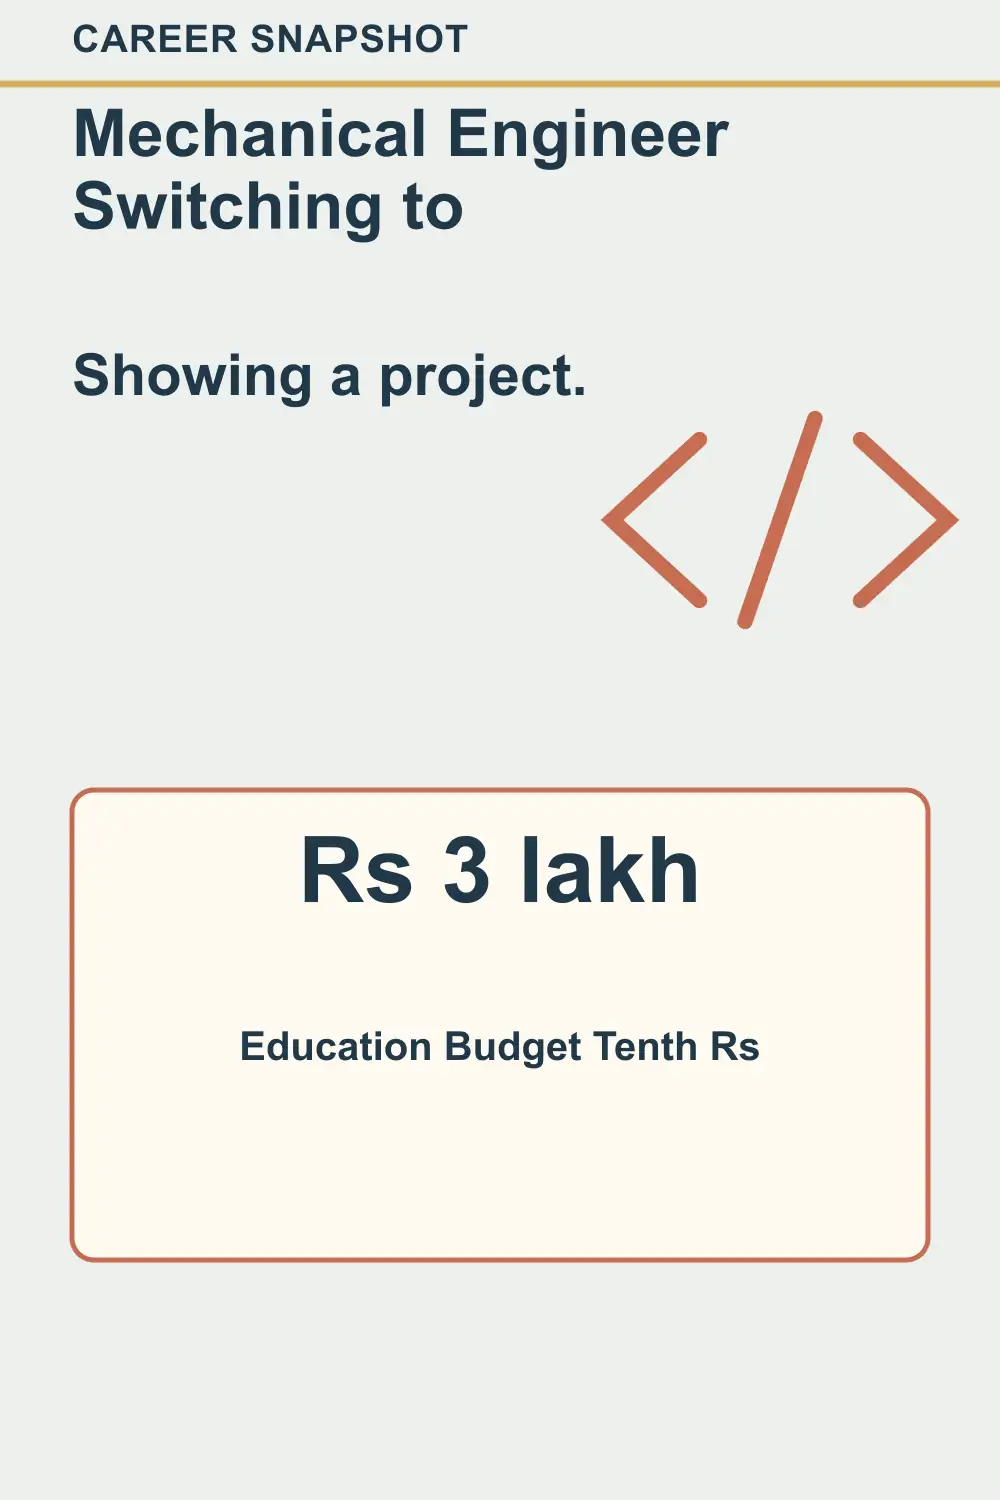 CAREER SNAPSHOT
Mechanical Engineer
Switching to
Showing a project.
Rs 3 lakh
Education Budget Tenth Rs